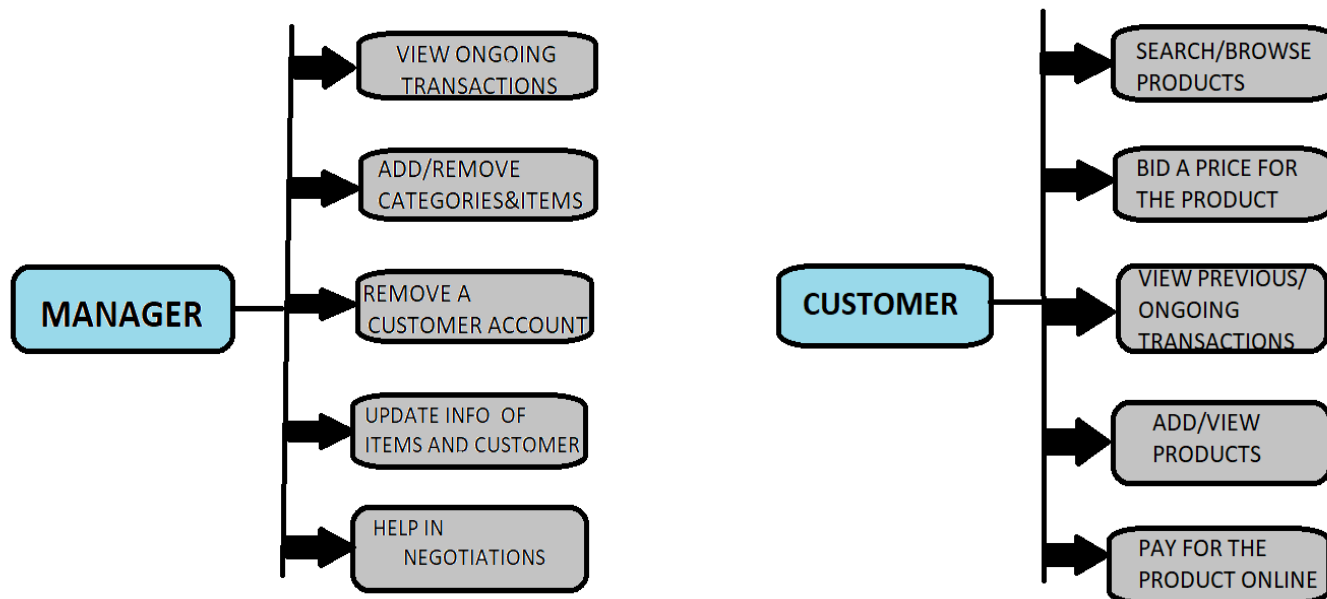 MANAGER
VIEW ONGOING
TRANSACTIONS
ADD/REMOVE
CATEGORIES&ITEMS
REMOVE A
CUSTOMER ACCOUNT
UPDATE INFO OF
ITEMS AND CUSTOMER
HELP IN
NEGOTIATIONS
CUSTOMER
SEARCH/BROWSE
PRODUCTS
BID A PRICE FOR
THE PRODUCT
VIEW PREVIOUS/
ONGOING
TRANSACTIONS
ADD/VIEW
PRODUCTS
PAY FOR THE
PRODUCT ONLINE